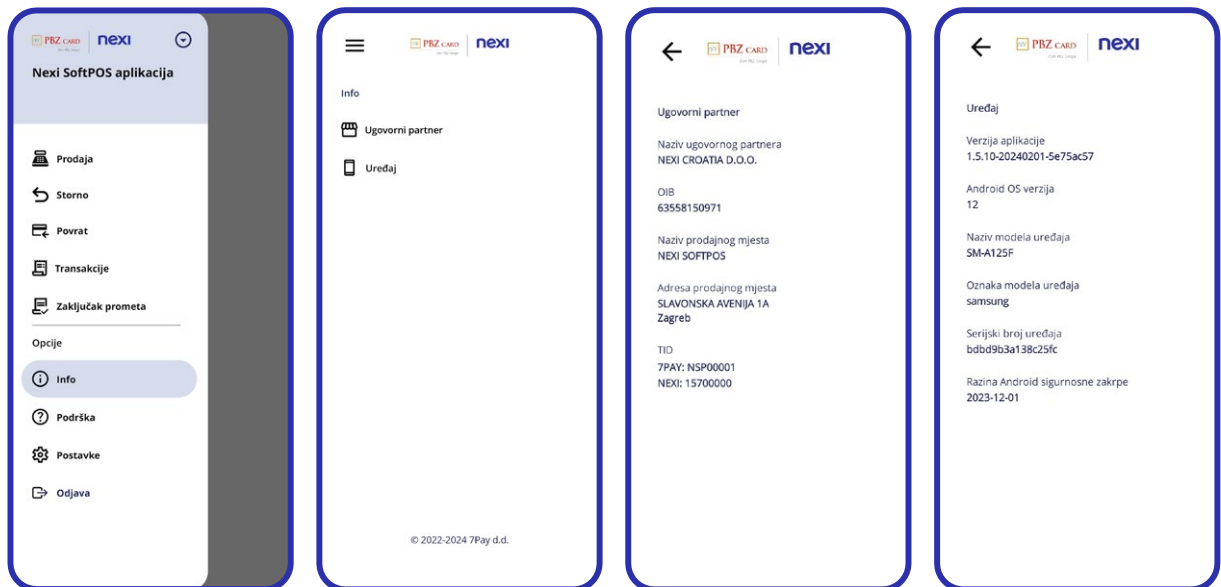 PBZ CARD
nexi
Nexi SoftPOS aplikacija
Prodaja
Storno
Povrat
Transakcije
Zaključak prometa
Opcije
Info
Podrška
Postavke
Odjava
PBZ CARD
nexi
Info
Ugovorni partner
Uređaj
© 2022-2024 7Pay d.d.
PBZ CARD
nexi
Ugovorni partner
Naziv ugovornog partnera
NEXI CROATIA D.O.O.
OIB
63558150971
Naziv prodajnog mjesta
NEXI SOFTPOS
Adresa prodajnog mjesta
SLAVONSKA AVENIJA 1A
Zagreb
TID
7PAY: NSP00001
NEXI: 15700000
PBZ CARD
nexi
Uređaj
Verzija aplikacije
1.5.10-20240201-5e75ac57
Android OS verzija
12
Naziv modela uređaja
SM-A125F
Oznaka modela uređaja
samsung
Serijski broj uređaja
bdbd9b3a138c25fc
Razina Android sigurnosne zakrpe
2023-12-01